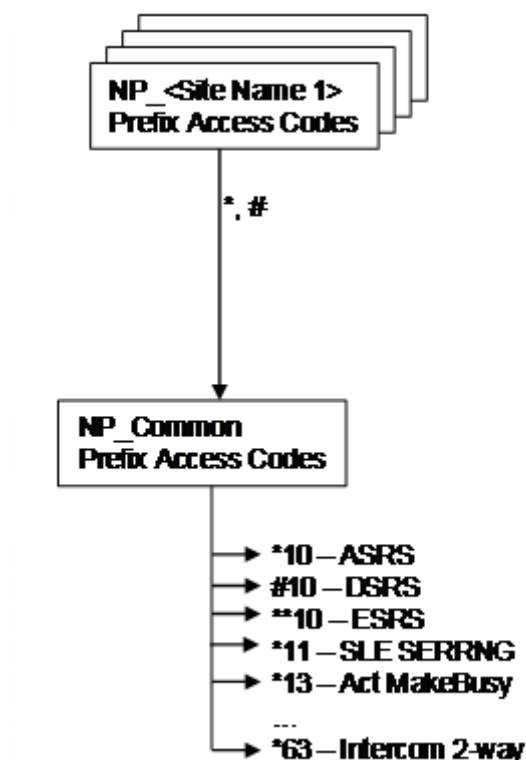 NP_<Site Name 1>
Prefix Access Codes
*, #
NP_Common
Prefix Access Codes
*10 – ASRS
#10 – DSRS
**10 – ESRS
*11 – SLE SERRNG
*13 – Act MakeBusy
...
*63 – Intercom 2-way